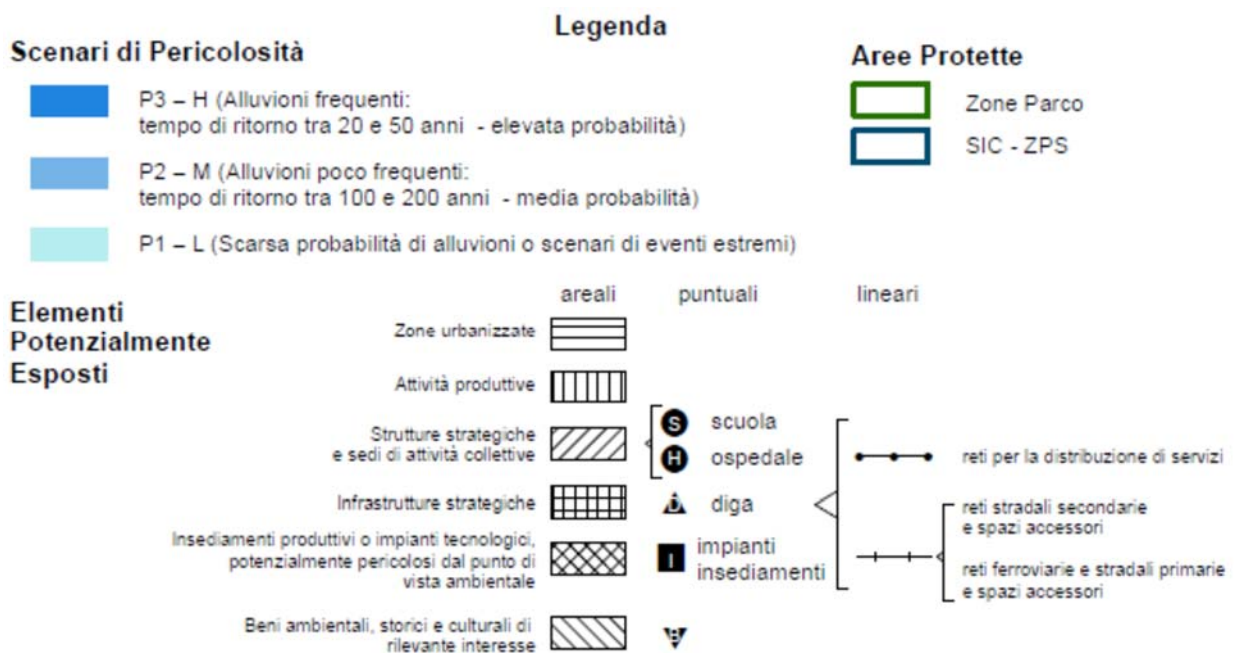 Legenda
Scenari di Pericolosità
P3 – H (Alluvioni frequenti:
tempo di ritorno tra 20 e 50 anni - elevata probabilità)
P2 – M (Alluvioni poco frequenti:
tempo di ritorno tra 100 e 200 anni - media probabilità)
P1 – L (Scarsa probabilità di alluvioni o scenari di eventi estremi)
Aree Protette
Zone Parco
SIC - ZPS
Elementi
Potenzialmente
Esposti
areali
puntuali
lineari
Zone urbanizzate
Attività produttive
Strutture strategiche
e sedi di attività collettive
Infrastrutture strategiche
Insediamenti produttivi o impianti tecnologici,
potenzialmente pericolosi dal punto di
vista ambientale
Beni ambientali, storici e culturali di
rilevante interesse
S scuola
H ospedale
D diga
I impianti
insediamenti
B
reti per la distribuzione di servizi
reti stradali secondarie
e spazi accessori
reti ferroviarie e stradali primarie
e spazi accessori